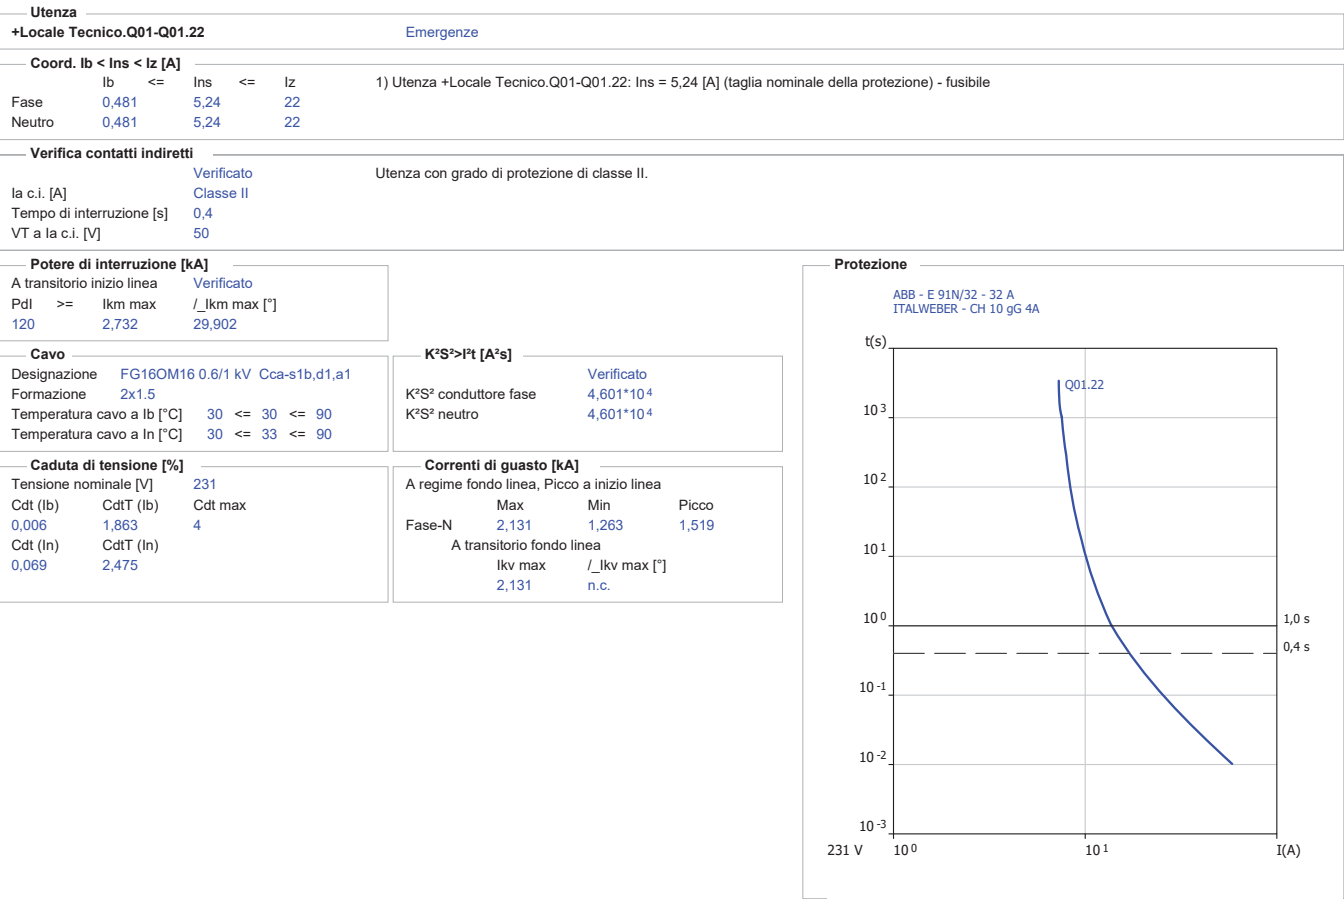 Utenza
+Locale Tecnico.Q01-Q01.22 Emergenze
Coord. Ib < Ins < Iz [A]
Ib <= Ins <= Iz 1) Utenza +Locale Tecnico.Q01-Q01.22: Ins = 5,24 [A] (taglia nominale della protezione) - fusibile
Fase 0,481 5,24 22
Neutro 0,481 5,24 22
Verifica contatti indiretti
Verificato Utenza con grado di protezione di classe II.
Ia c.i. [A] Classe II
Tempo di interruzione [s] 0,4
VT a Ia c.i. [V] 50
Potere di interruzione [kA]
A transitorio inizio linea Verificato
PdI >= Ikm max /_Ikm max [°]
120 2,732 29,902
Cavo
Designazione FG16OM16 0.6/1 kV Cca-s1b,d1,a1
Formazione 2x1.5
Temperatura cavo a Ib [°C] 30 <= 30 <= 90
Temperatura cavo a In [°C] 30 <= 33 <= 90
K²S²>I²t [A²s]
Verificato
K²S² conduttore fase 4,601*10⁴
K²S² neutro 4,601*10⁴
Caduta di tensione [%]
Tensione nominale [V] 231
Cdt (Ib) CdtT (Ib) Cdt max
0,006 1,863 4
Cdt (In) CdtT (In)
0,069 2,475
Correnti di guasto [kA]
A regime fondo linea, Picco a inizio linea
Max Min Picco
Fase-N 2,131 1,263 1,519
A transitorio fondo linea
Ikv max /_Ikv max [°]
2,131 n.c.
Protezione
ABB - E 91N/32 - 32 A
ITALWEBER - CH 10 gG 4A
t(s)
Q01.22
10³
10²
10¹
10⁰ 1,0 s
0,4 s
10⁻¹
10⁻²
10⁻³
231 V 10⁰ 10¹ I(A)